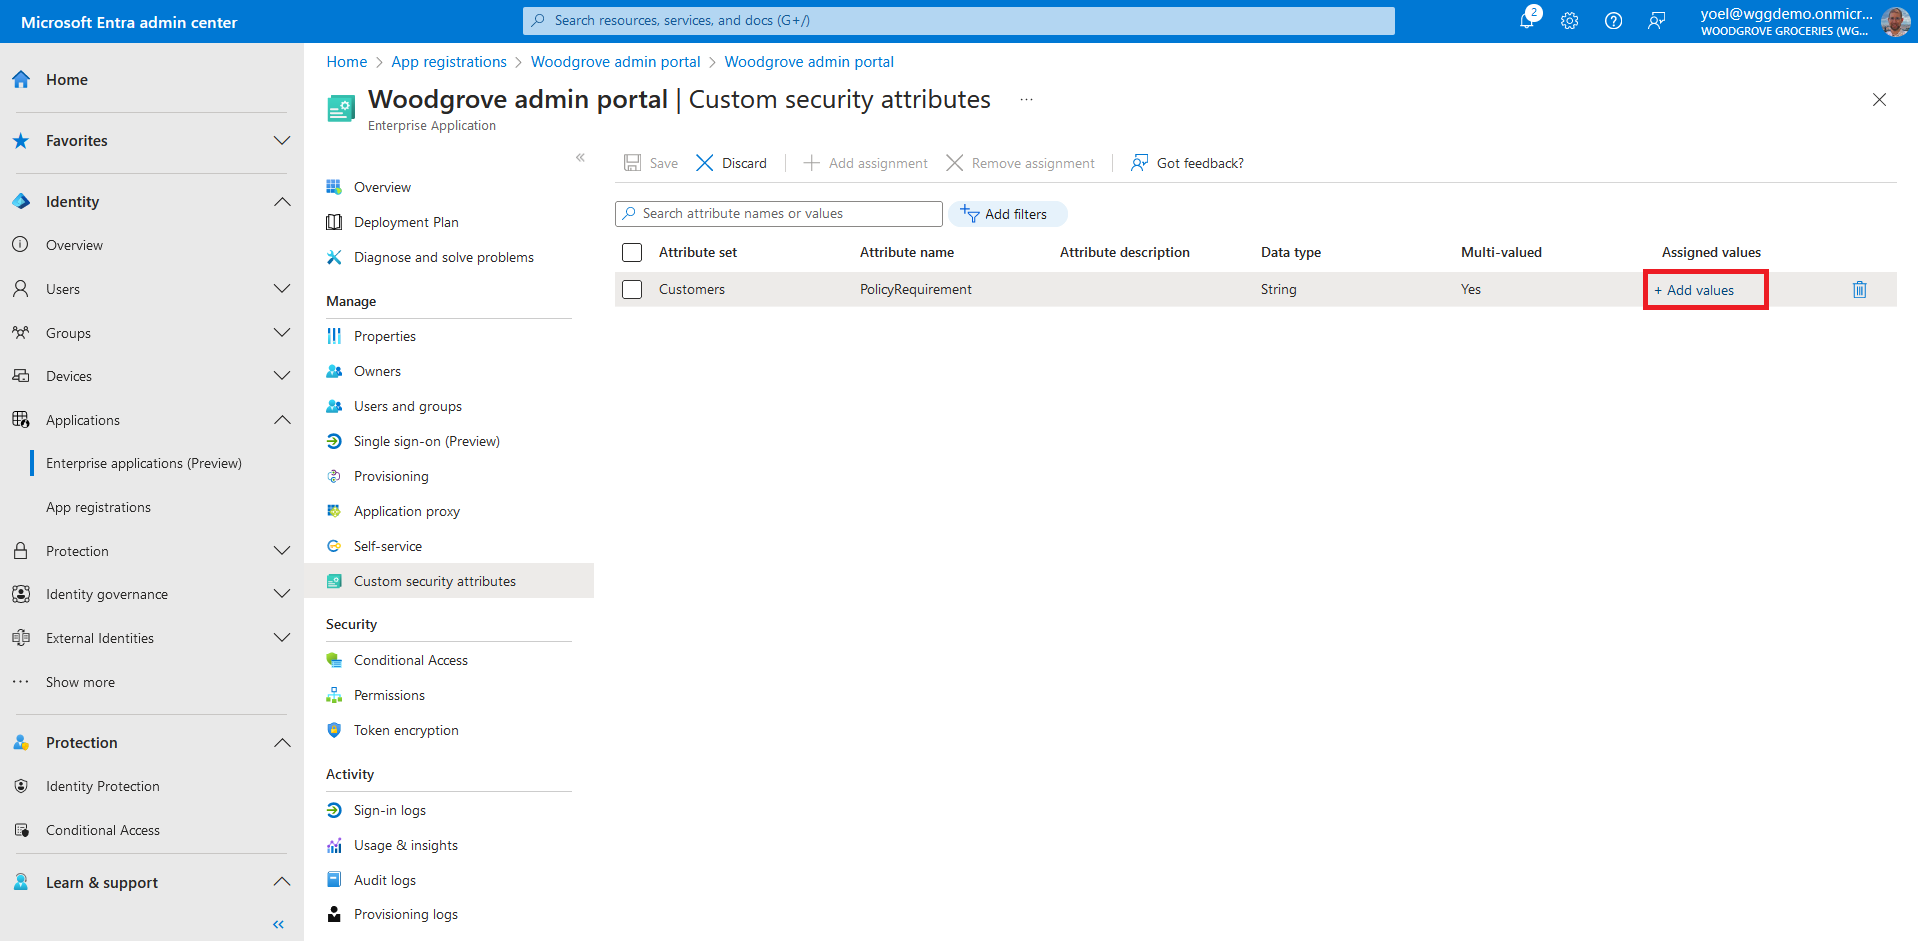 Microsoft Entra admin center
Search resources, services, and docs (G+/)
2
yoel@wggdemo.onmicr...
WOODGROVE GROCERIES (WG...
Home
Favorites
Identity
Overview
Users
Groups
Devices
Applications
Enterprise applications (Preview)
App registrations
Protection
Identity governance
External Identities
Show more
Protection
Identity Protection
Conditional Access
Learn & support
Home > App registrations > Woodgrove admin portal > Woodgrove admin portal
Woodgrove admin portal | Custom security attributes ...
Enterprise Application
Overview
Deployment Plan
Diagnose and solve problems
Manage
Properties
Owners
Users and groups
Single sign-on (Preview)
Provisioning
Application proxy
Self-service
Custom security attributes
Security
Conditional Access
Permissions
Token encryption
Activity
Sign-in logs
Usage & insights
Audit logs
Provisioning logs
Save Discard Add assignment Remove assignment Got feedback?
Search attribute names or values
Add filters
Attribute set Attribute name Attribute description Data type Multi-valued Assigned values
Customers PolicyRequirement String Yes + Add values